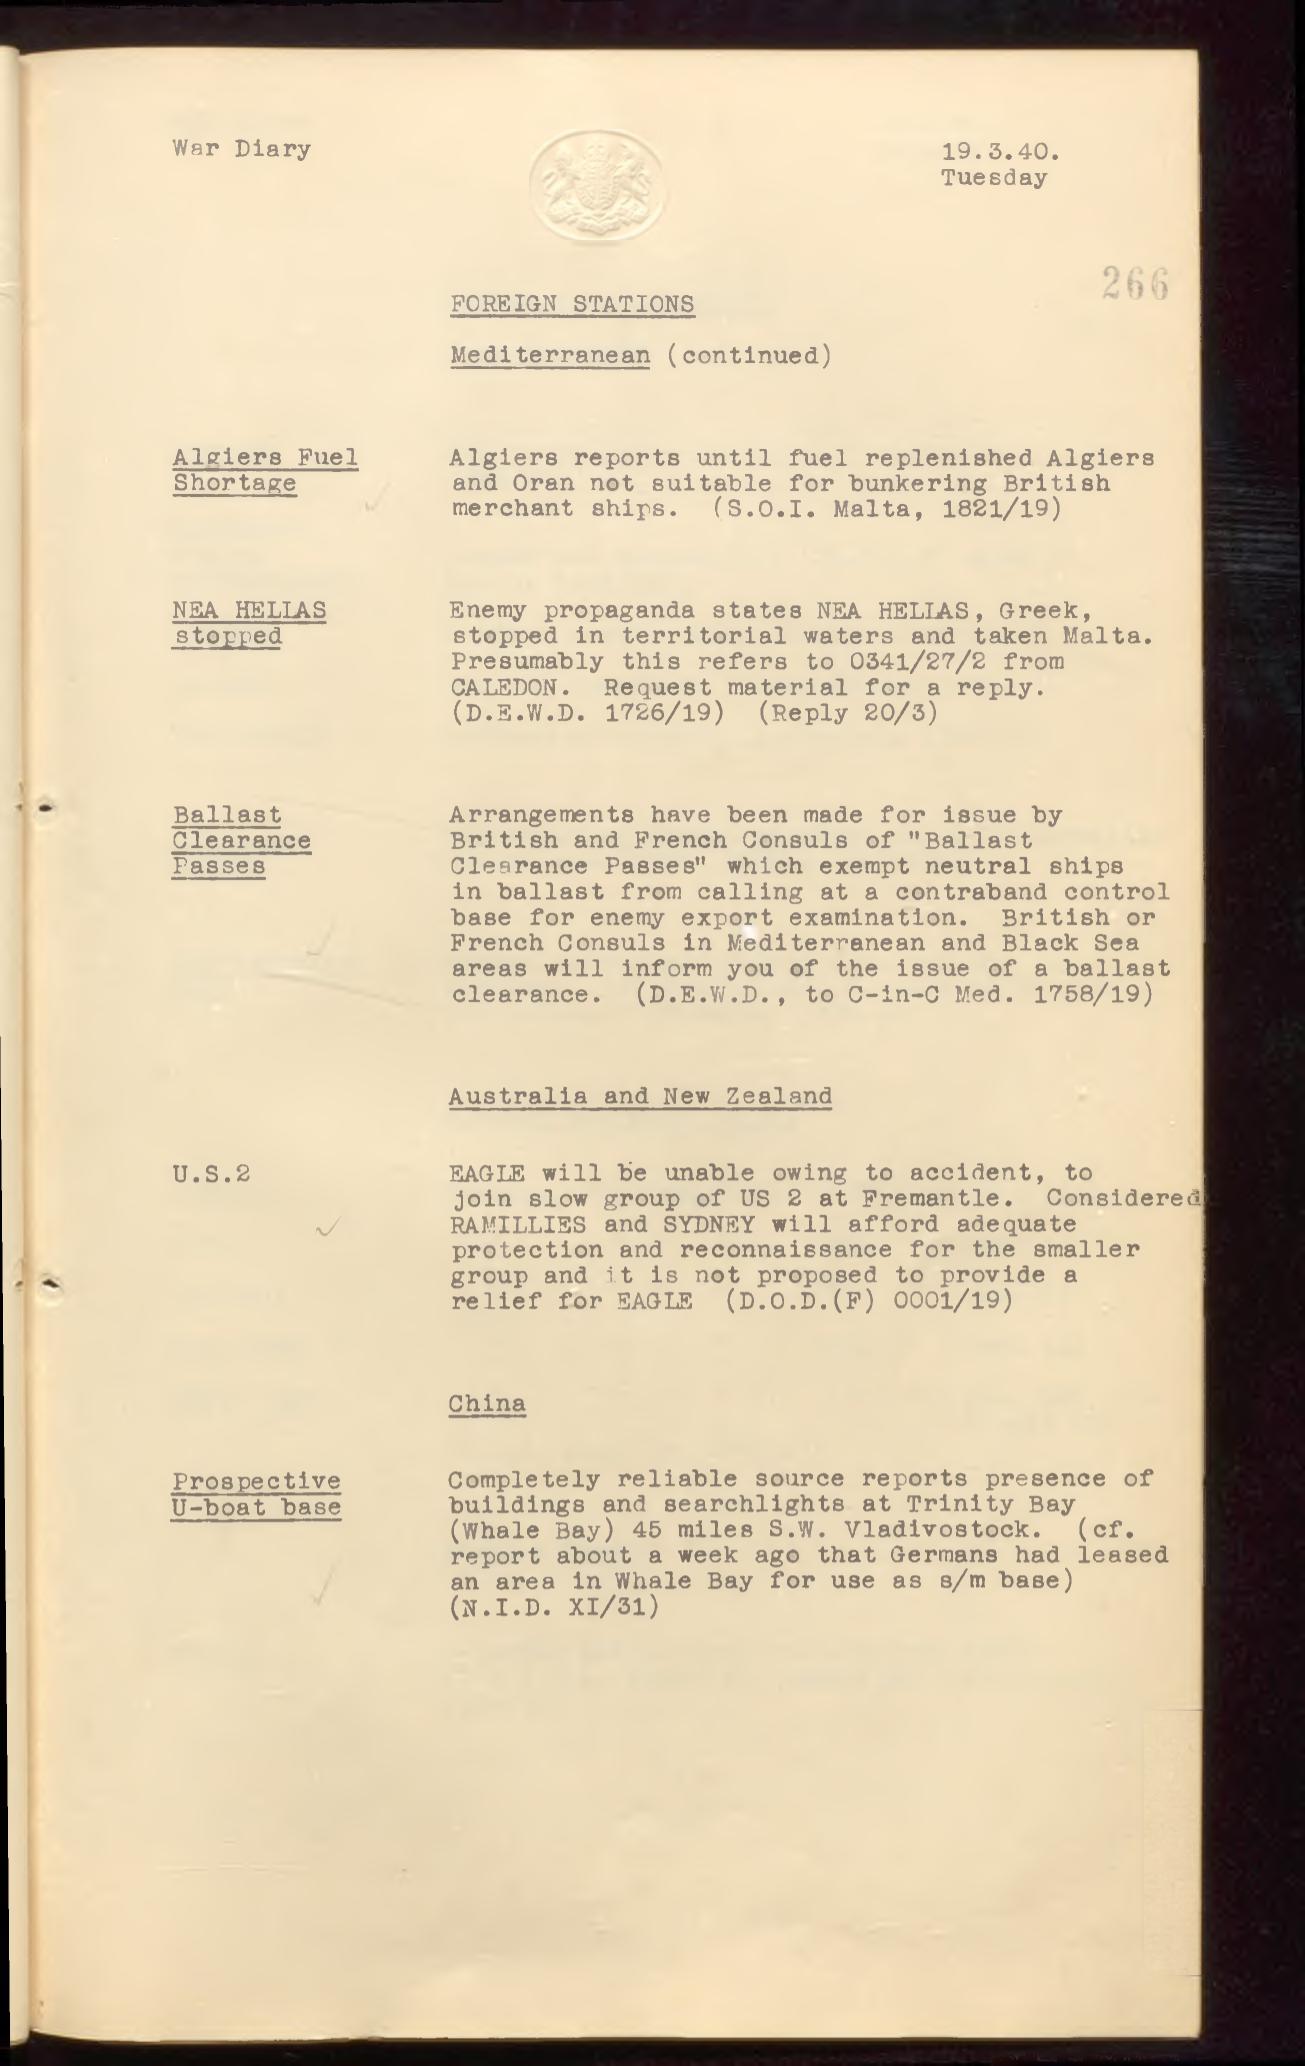 War Diary
19.3.40.
Tuesday
266
FOREIGN STATIONS
Mediterranean (continued)
Algiers Fuel
Shortage
Algiers reports until fuel replenished Algiers
and Oran not suitable for bunkering British
merchant ships. (S.O.I. Malta, 1821/19)
NEA HELLAS
stopped
Enemy propaganda states NEA HELLAS, Greek,
stopped in territorial waters and taken Malta.
Presumably this refers to 0341/27/2 from
CALEDON. Request material for a reply.
(D.E.W.D. 1726/19) (Reply 20/3)
Ballast
Clearance
Passes
Arrangements have been made for issue by
British and French Consuls of "Ballast
Clearance Passes" which exempt neutral ships
in ballast from calling at a contraband control
base for enemy export examination. British or
French Consuls in Mediterranean and Black Sea
areas will inform you of the issue of a ballast
clearance. (D.E.W.D., to C-in-C Med. 1758/19)
Australia and New Zealand
U.S.2
EAGLE will be unable owing to accident, to
join slow group of US 2 at Fremantle. Considered
RAMILLIES and SYDNEY will afford adequate
protection and reconnaissance for the smaller
group and it is not proposed to provide a
relief for EAGLE (D.O.D.(F) 0001/19)
China
Prospective
U-boat base
Completely reliable source reports presence of
buildings and searchlights at Trinity Bay
(Whale Bay) 45 miles S.W. Vladivostock. (cf.
report about a week ago that Germans had leased
an area in Whale Bay for use as s/m base)
(N.I.D. XI/31)